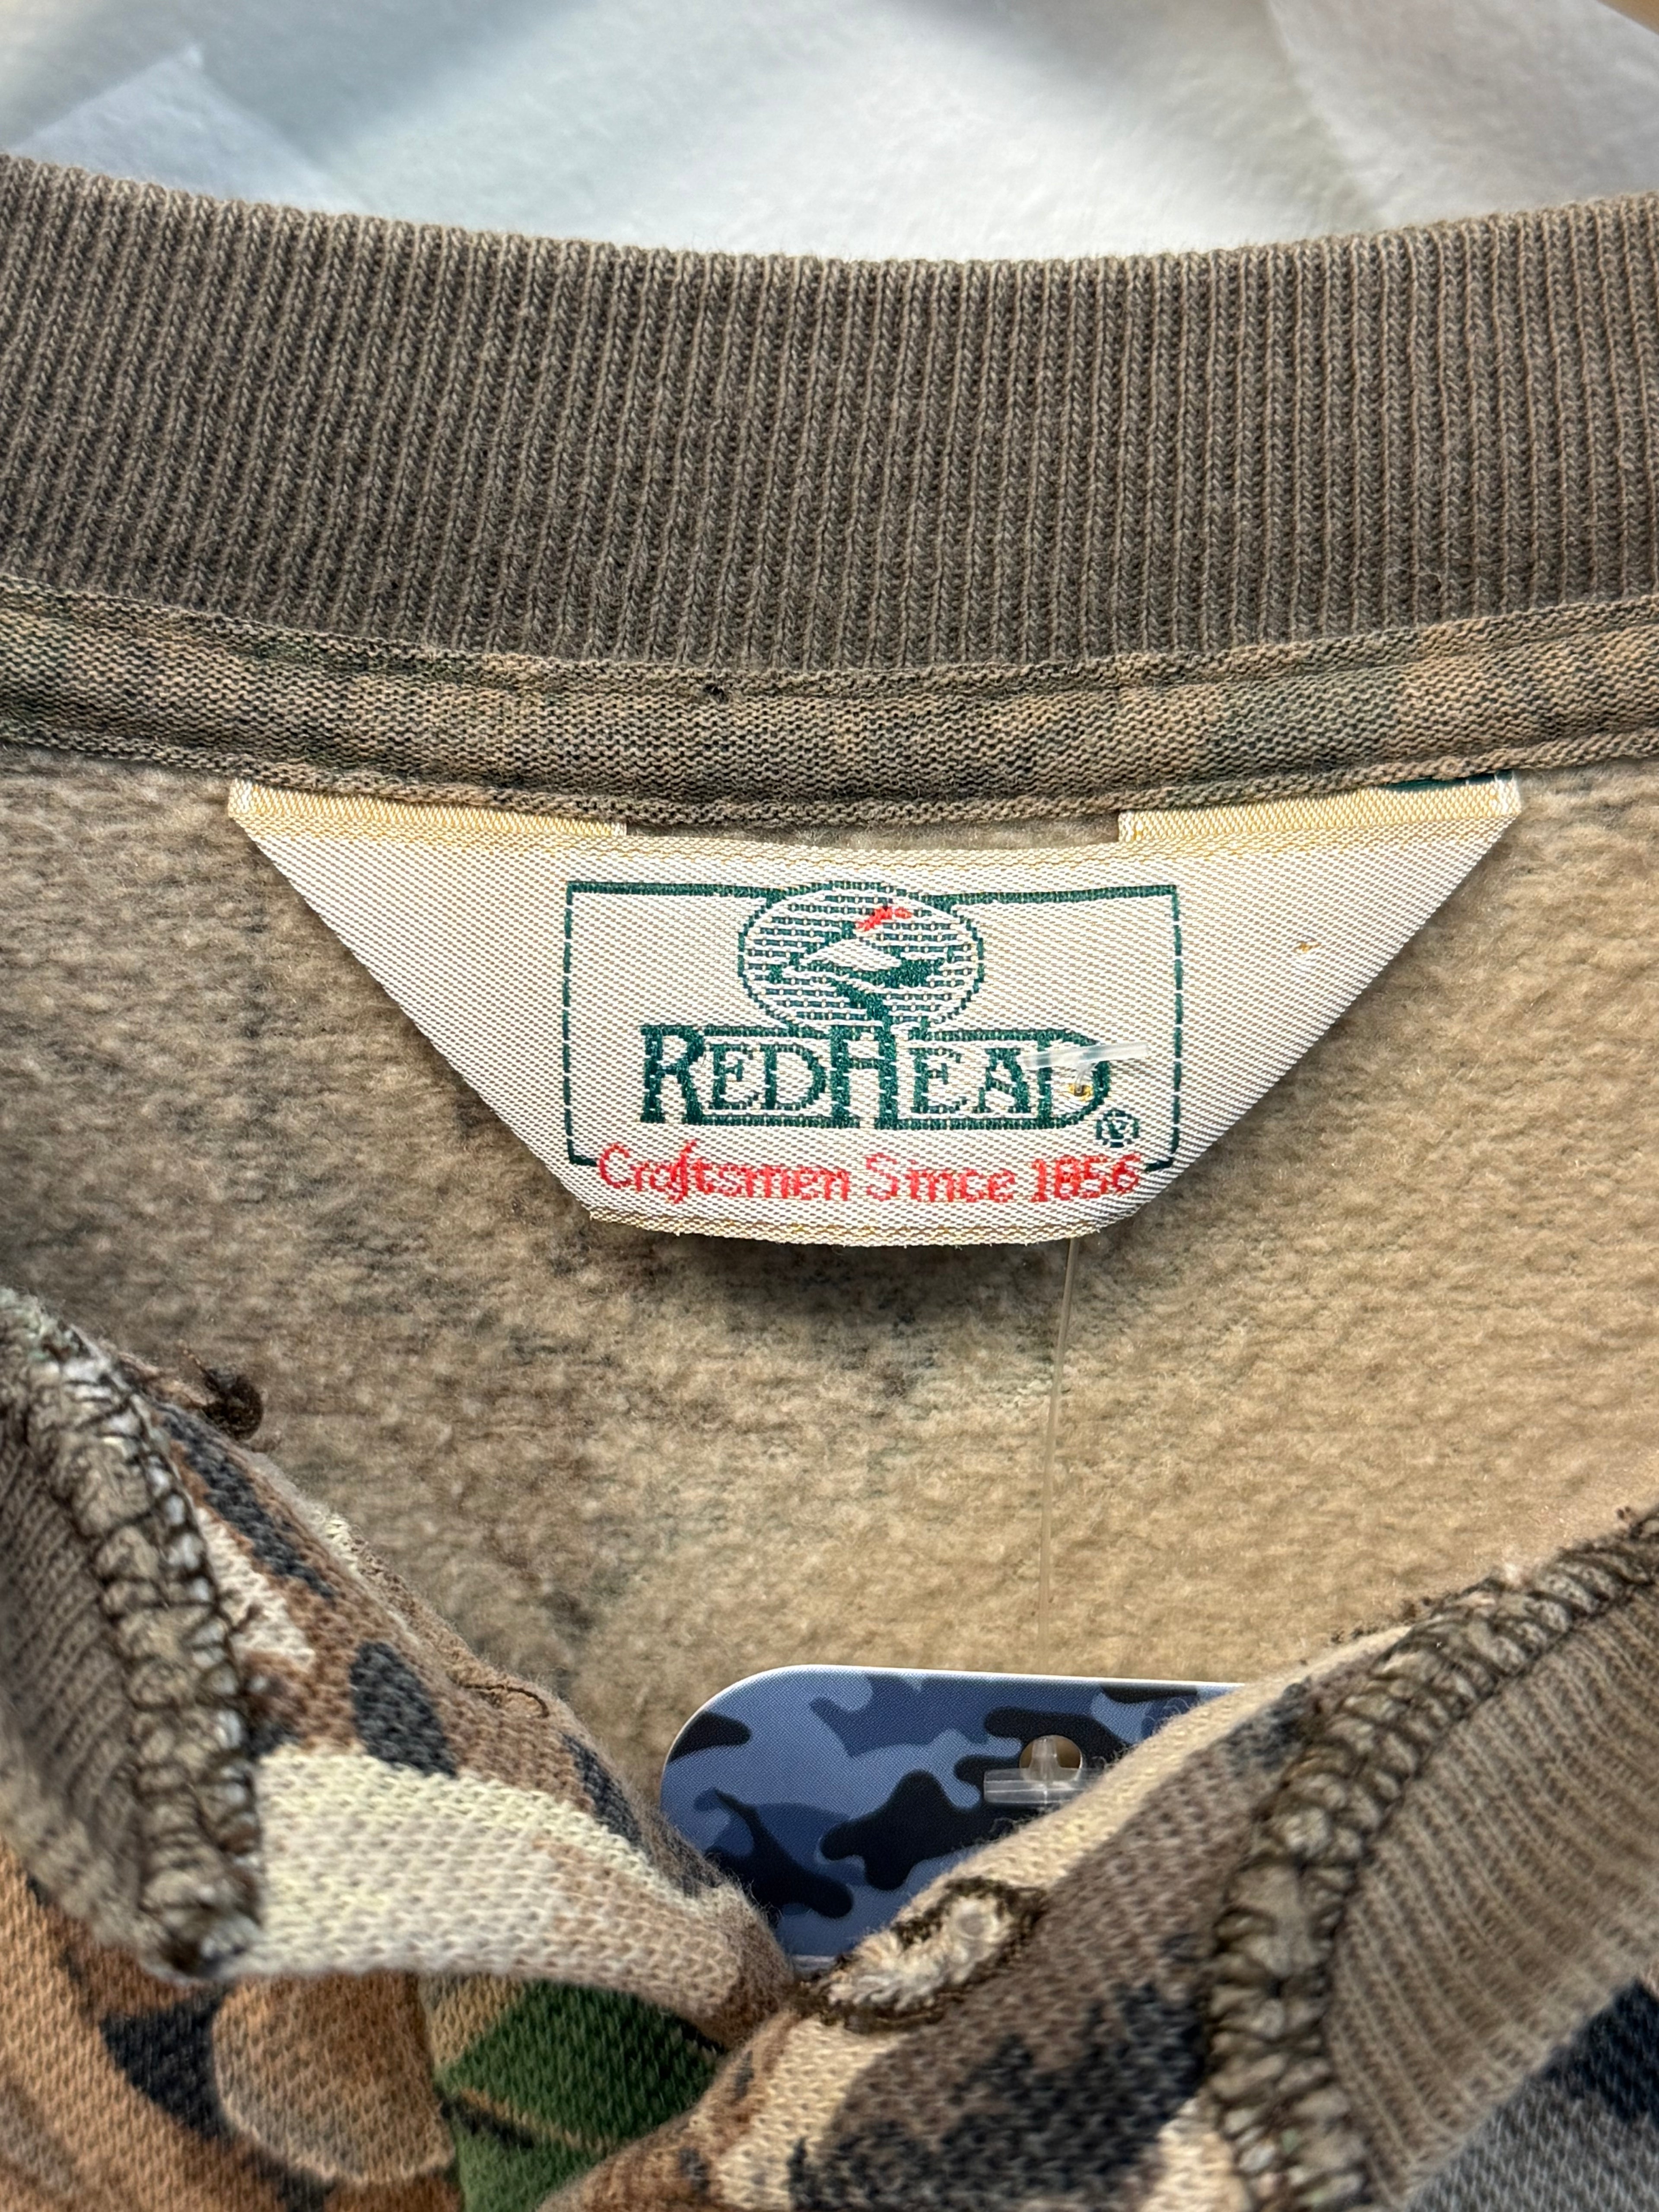 REDHEAD®
Craftsmen Since 1856